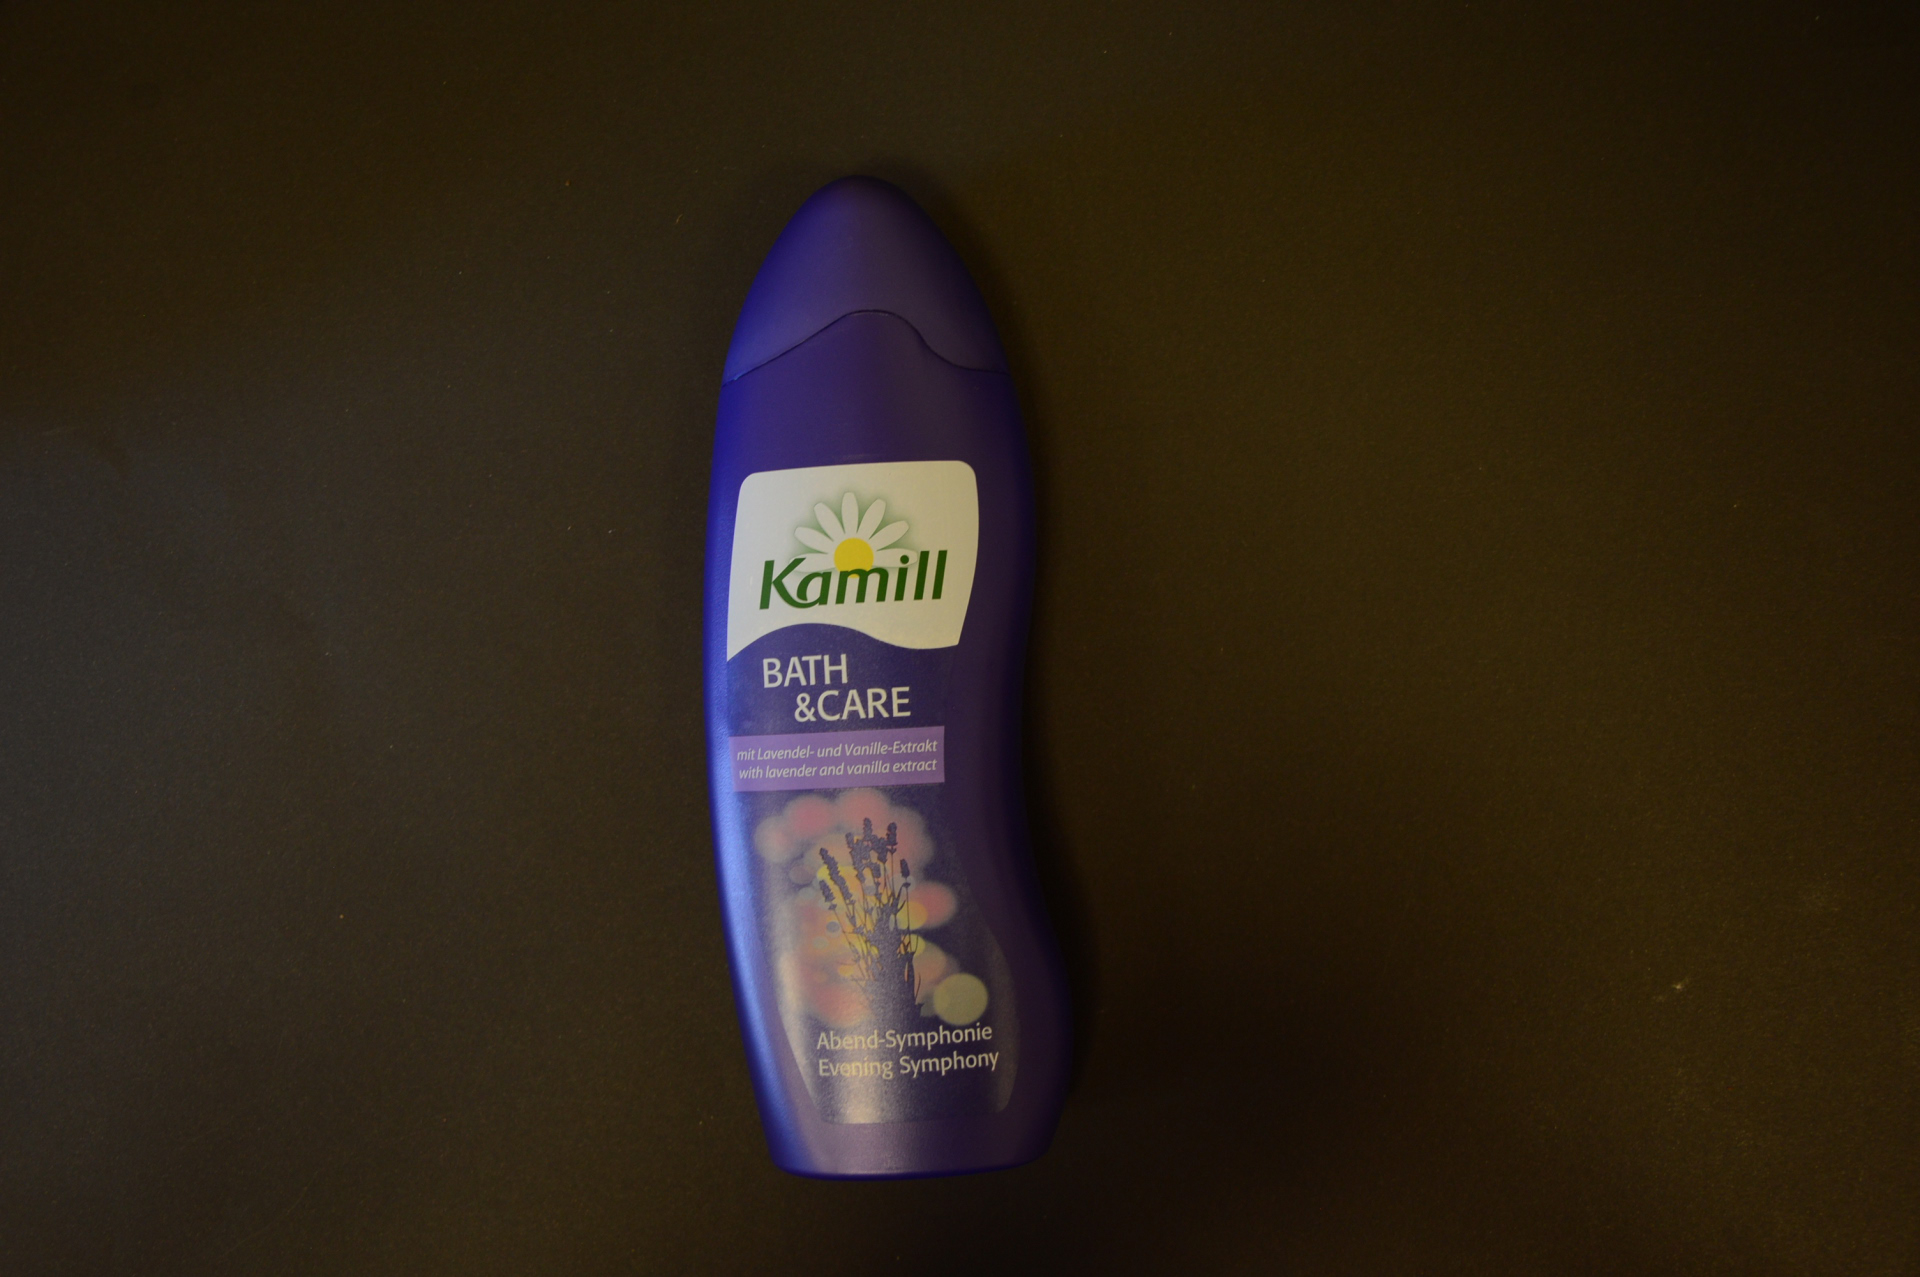 Kamill
BATH
&CARE
mit Lavendel- und Vanille-Extrakt
with lavender and vanilla extract
Abend-Symphonie
Evening Symphony